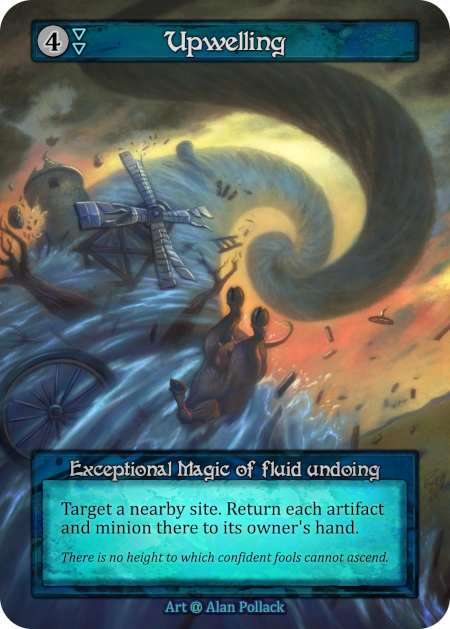 4
Upwelling
Exceptional Magic of fluid undoing
Target a nearby site. Return each artifact
and minion there to its owner's hand.
There is no height to which confident fools cannot ascend.
Art @ Alan Pollack